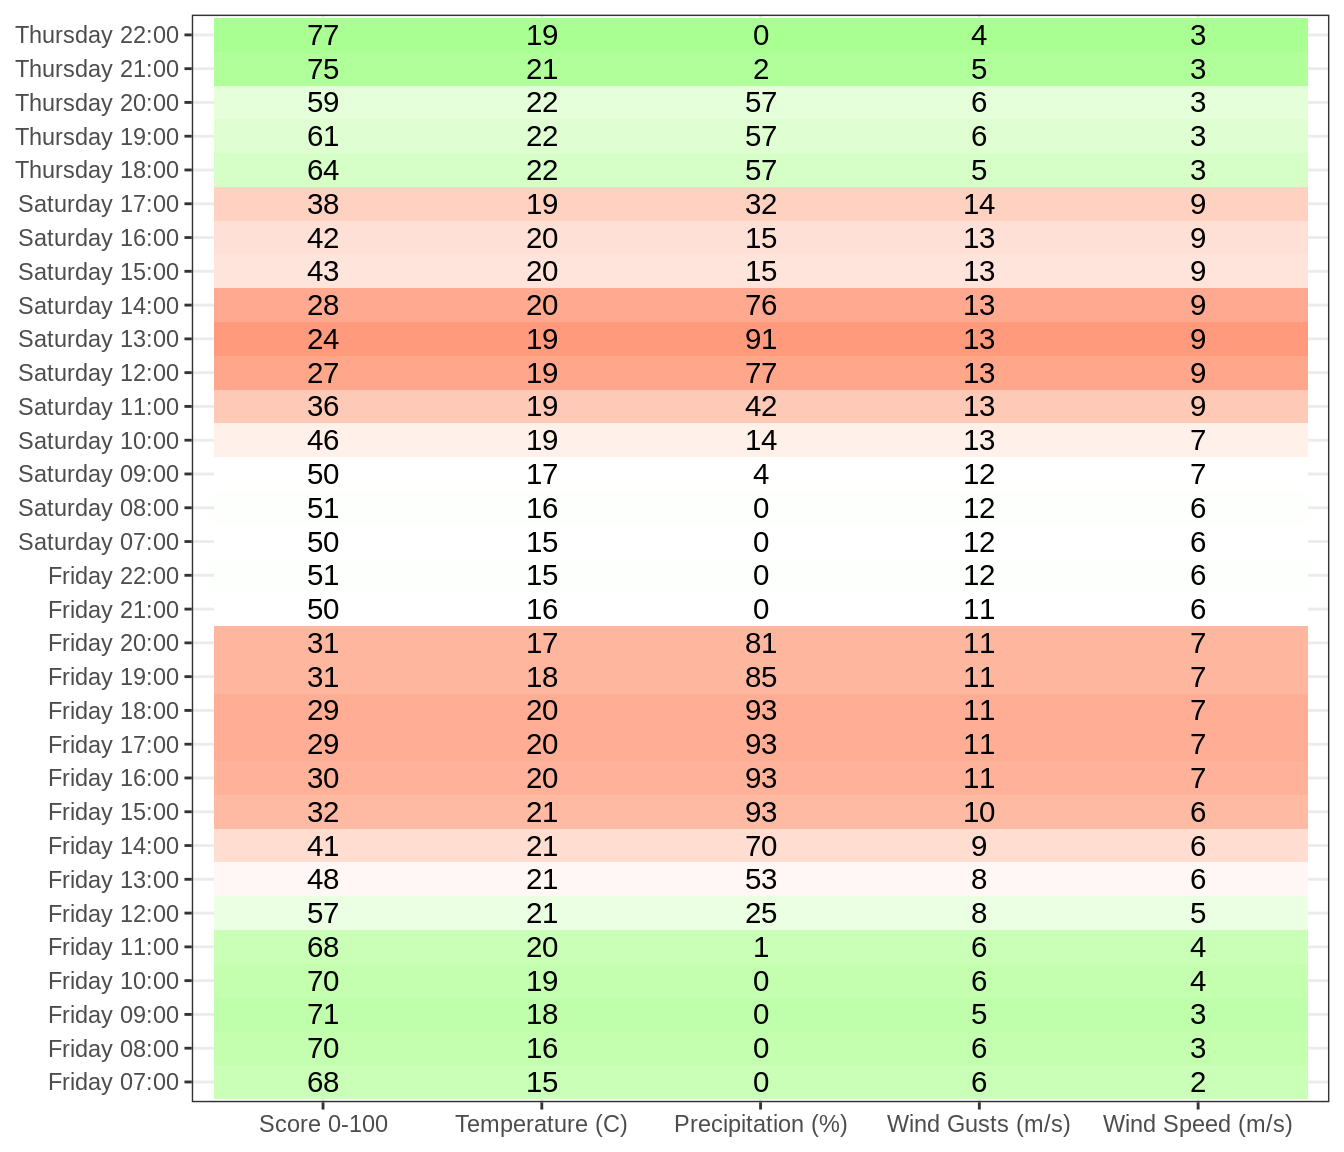 Thursday 22:00 77 19 0 4 3
Thursday 21:00 75 21 2 5 3
Thursday 20:00 59 22 57 6 3
Thursday 19:00 61 22 57 6 3
Thursday 18:00 64 22 57 5 3
Saturday 17:00 38 19 32 14 9
Saturday 16:00 42 20 15 13 9
Saturday 15:00 43 20 15 13 9
Saturday 14:00 28 20 76 13 9
Saturday 13:00 24 19 91 13 9
Saturday 12:00 27 19 77 13 9
Saturday 11:00 36 19 42 13 9
Saturday 10:00 46 19 14 13 7
Saturday 09:00 50 17 4 12 7
Saturday 08:00 51 16 0 12 6
Saturday 07:00 50 15 0 12 6
Friday 22:00 51 15 0 12 6
Friday 21:00 50 16 0 11 6
Friday 20:00 31 17 81 11 7
Friday 19:00 31 18 85 11 7
Friday 18:00 29 20 93 11 7
Friday 17:00 29 20 93 11 7
Friday 16:00 30 20 93 11 7
Friday 15:00 32 21 93 10 6
Friday 14:00 41 21 70 9 6
Friday 13:00 48 21 53 8 6
Friday 12:00 57 21 25 8 5
Friday 11:00 68 20 1 6 4
Friday 10:00 70 19 0 6 4
Friday 09:00 71 18 0 5 3
Friday 08:00 70 16 0 6 3
Friday 07:00 68 15 0 6 2
Score 0-100 Temperature (C) Precipitation (%) Wind Gusts (m/s) Wind Speed (m/s)